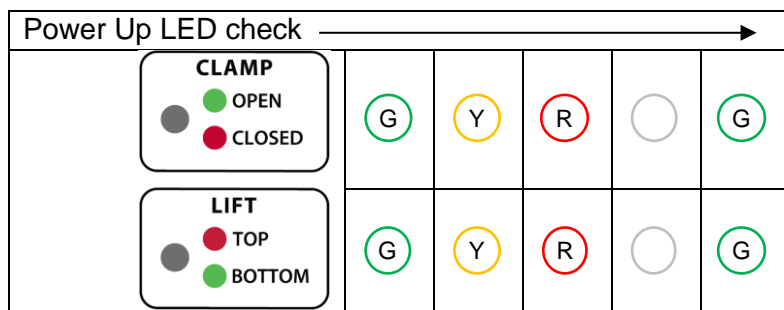 Power Up LED check
CLAMP
OPEN
CLOSED
G Y R G
LIFT
TOP
BOTTOM
G Y R G